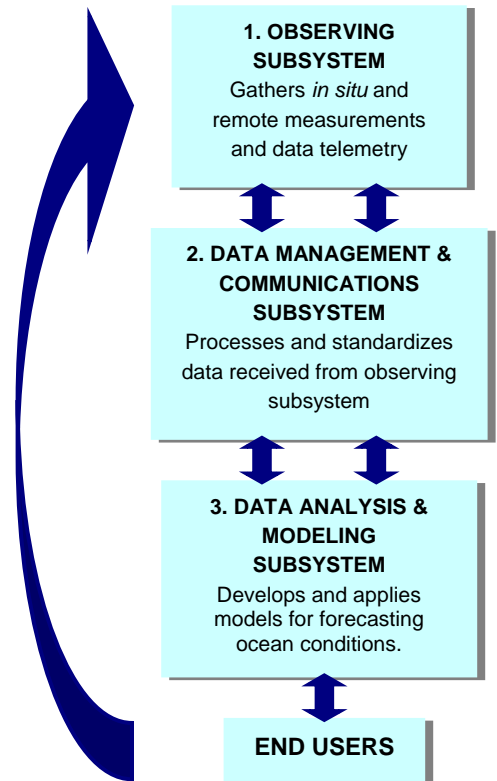 1. OBSERVING
SUBSYSTEM
Gathers in situ and
remote measurements
and data telemetry
2. DATA MANAGEMENT &
COMMUNICATIONS
SUBSYSTEM
Processes and standardizes
data received from observing
subsystem
3. DATA ANALYSIS &
MODELING
SUBSYSTEM
Develops and applies
models for forecasting
ocean conditions.
END USERS